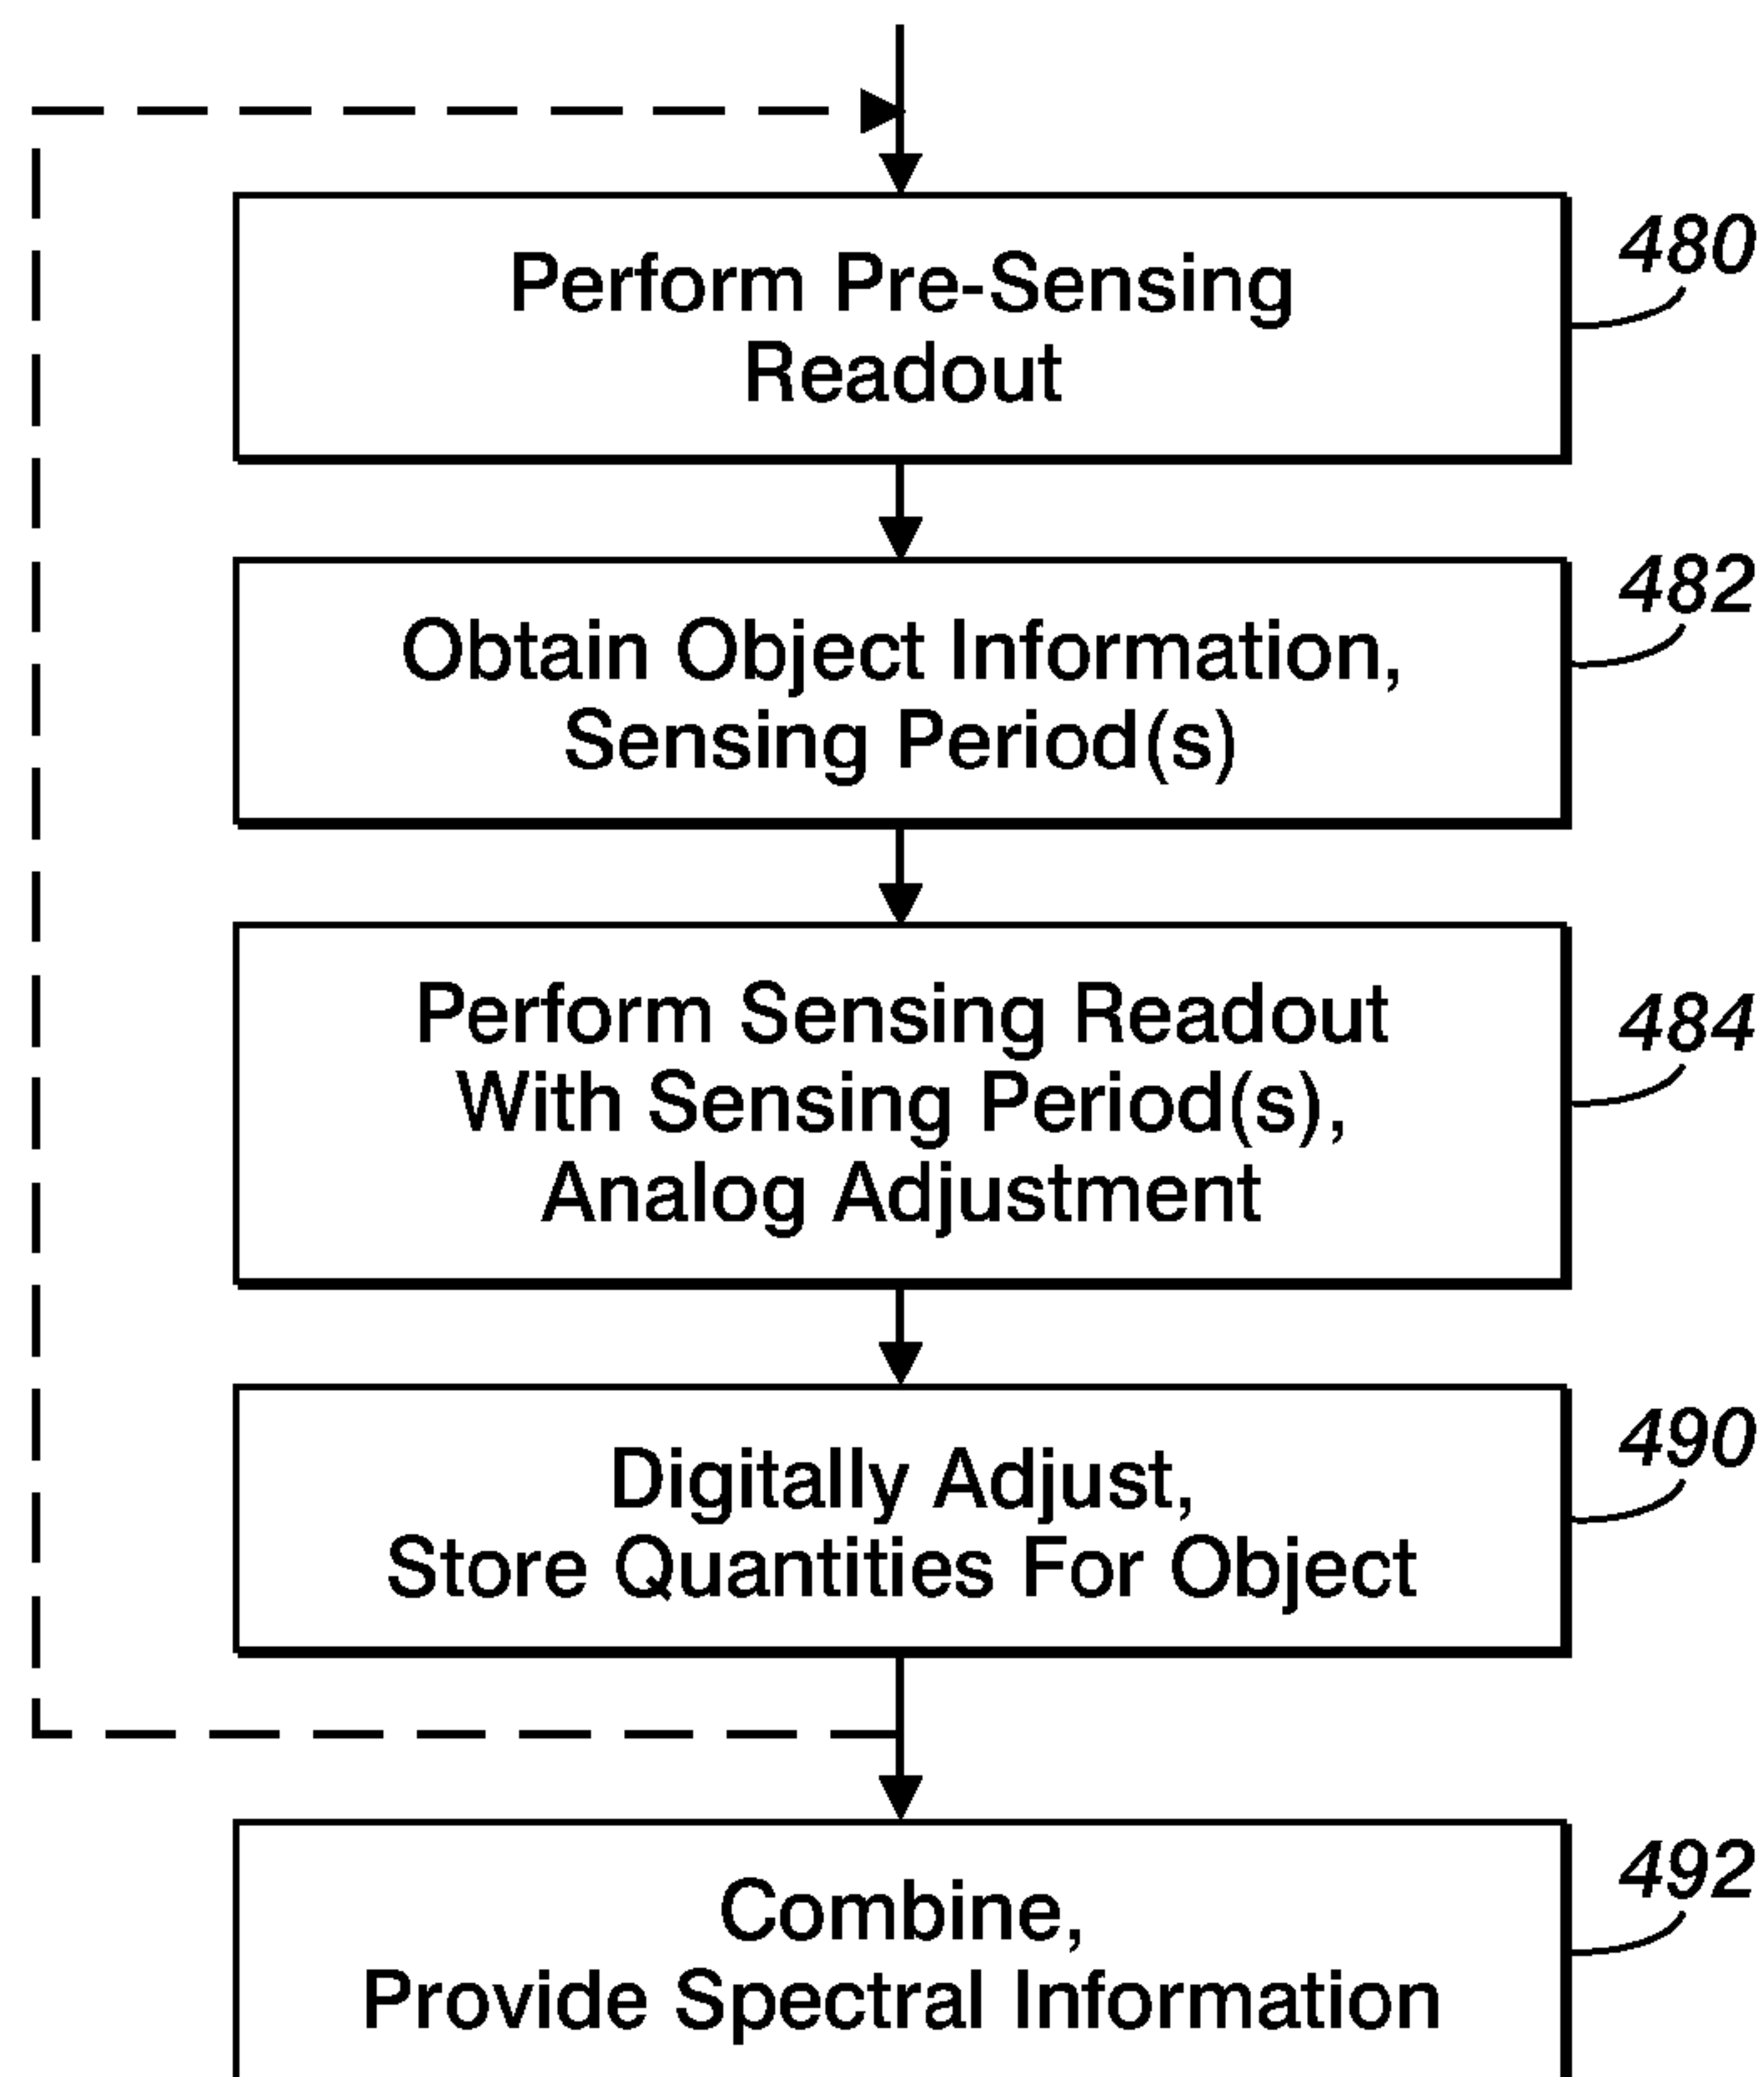 Perform Pre-Sensing
Readout
480
Obtain Object Information,
Sensing Period(s)
482
Perform Sensing Readout
With Sensing Period(s),
Analog Adjustment
484
Digitally Adjust,
Store Quantities For Object
490
Combine,
Provide Spectral Information
492